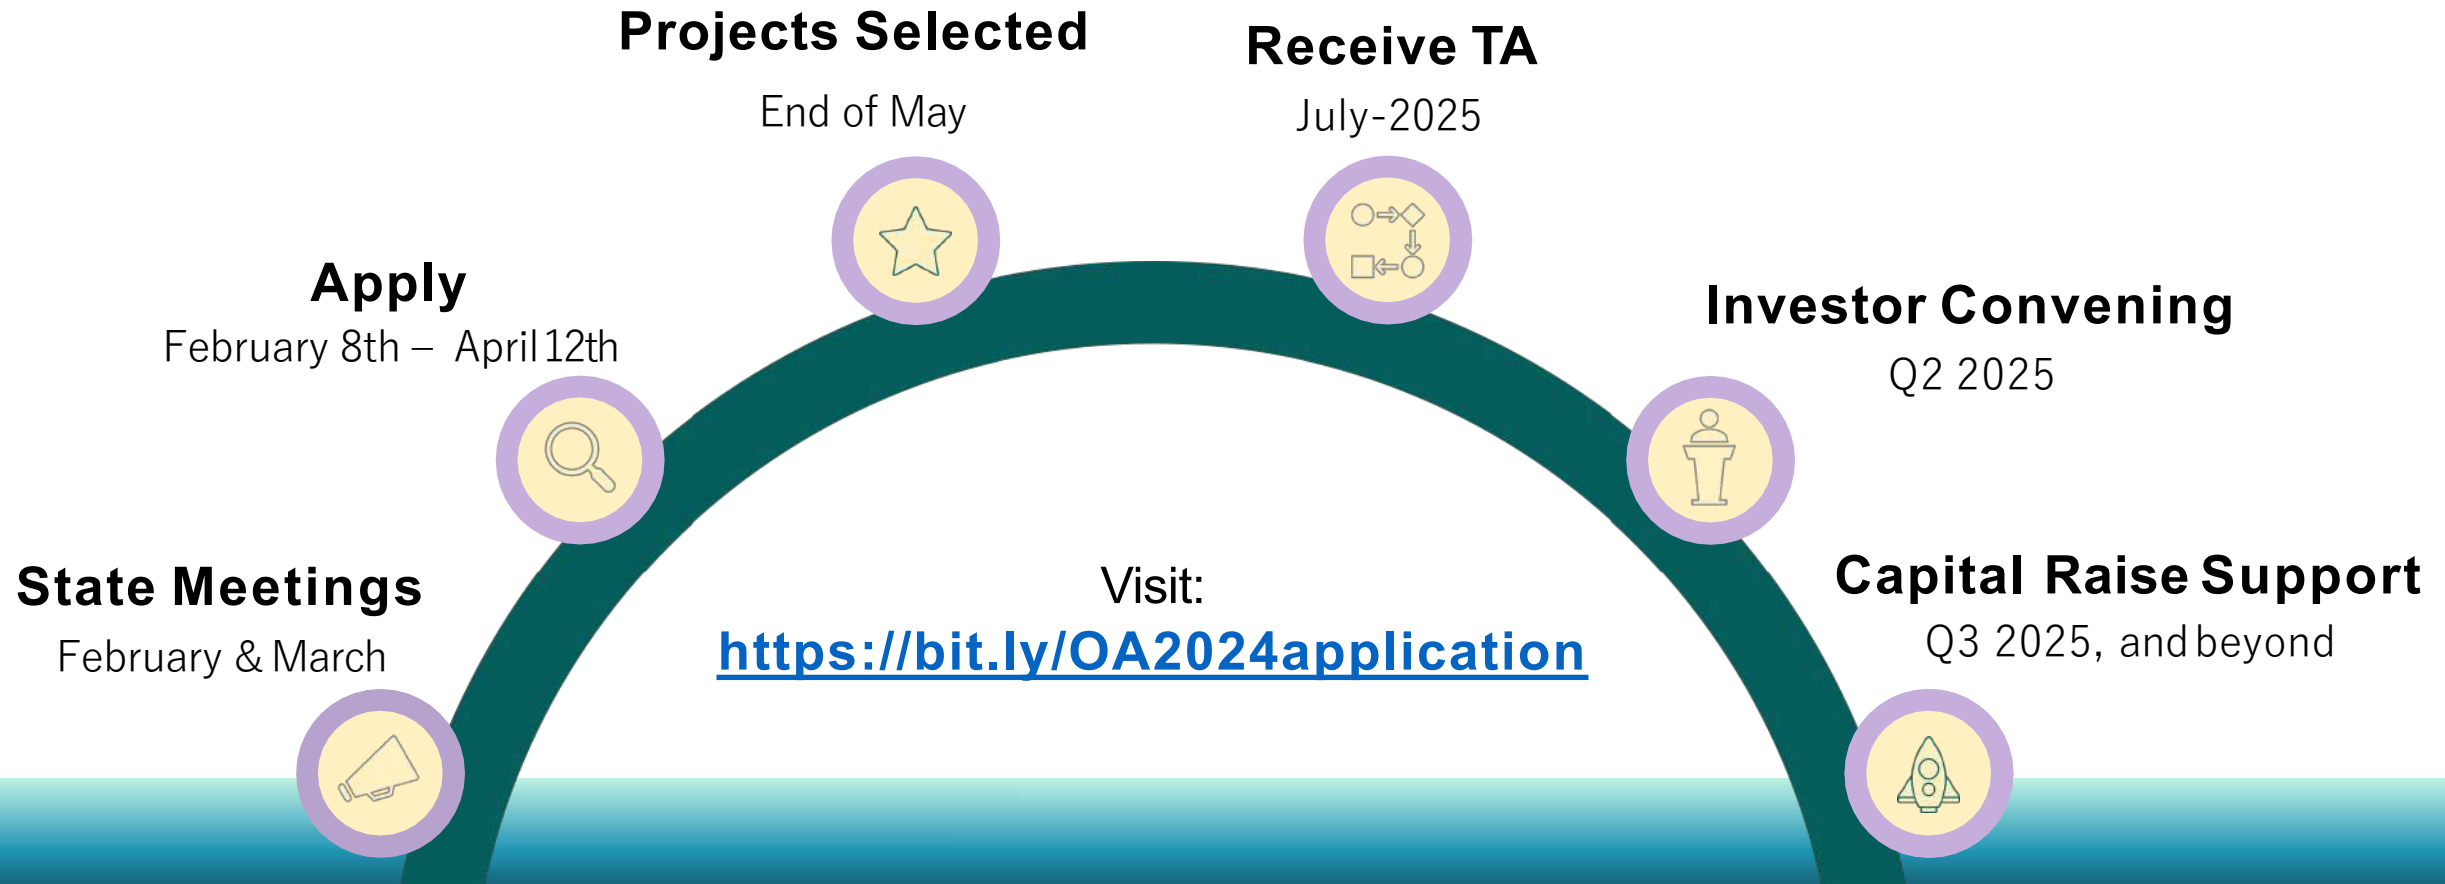 State Meetings
February & March
Apply
February 8th – April 12th
Projects Selected
End of May
Receive TA
July-2025
Investor Convening
Q2 2025
Capital Raise Support
Q3 2025, and beyond
Visit:
https://bit.ly/OA2024application